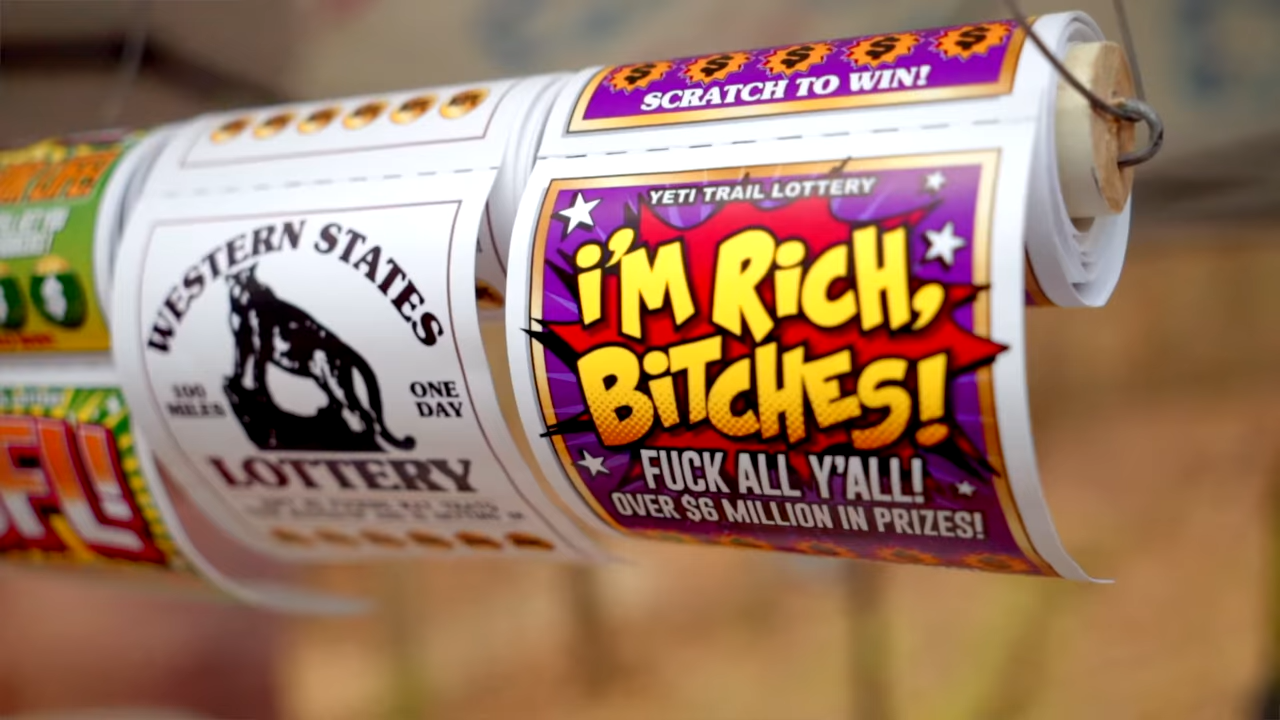 $ $ $ $ $
SCRATCH TO WIN!
WESTERN STATES
100
MILES
ONE
DAY
LOTTERY
YETI TRAIL LOTTERY
i'M RiCH,
BiTCHES!
FUCK ALL Y'ALL!
OVER $6 MILLION IN PRIZES!